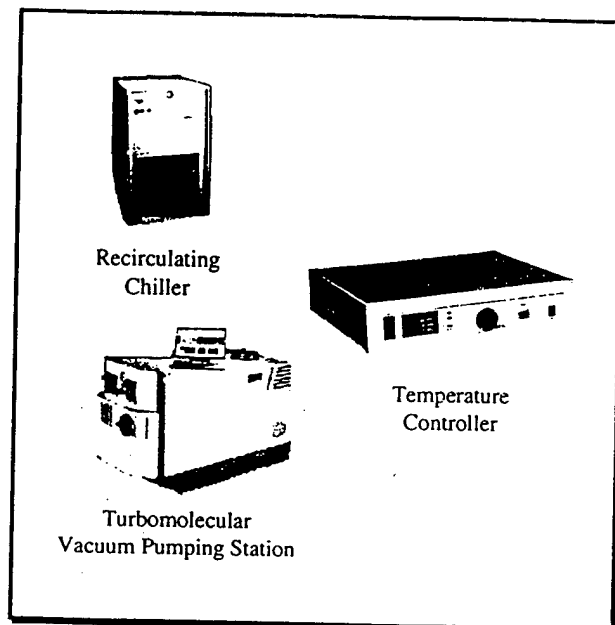 Recirculating
Chiller
Temperature
Controller
Turbomolecular
Vacuum Pumping Station